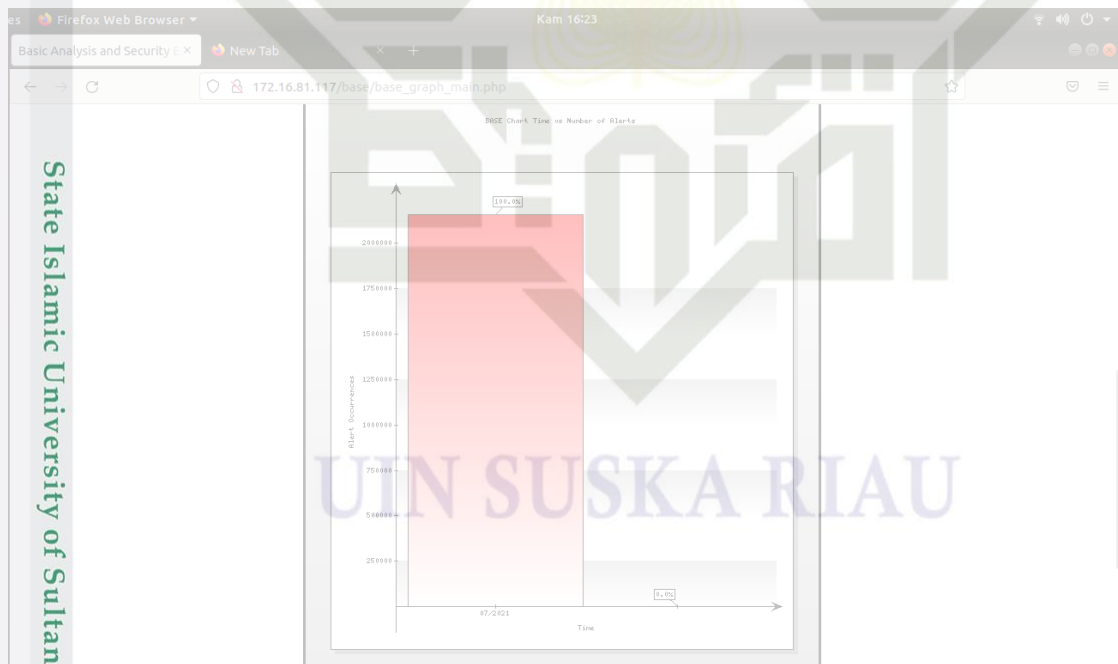 es Firefox Web Browser Kam 16:23
Basic Analysis and Security E × New Tab × +
172.16.81.117/base/base_graph_main.php
BASE Chart Time vs Number of Alerts
100.0%
2000000
1750000
1500000
1250000
1000000
750000
500000
250000
Alert Occurrences
0.0%
07/2021
Time
State Islamic University of Sultan
UIN SUSKA RIAU